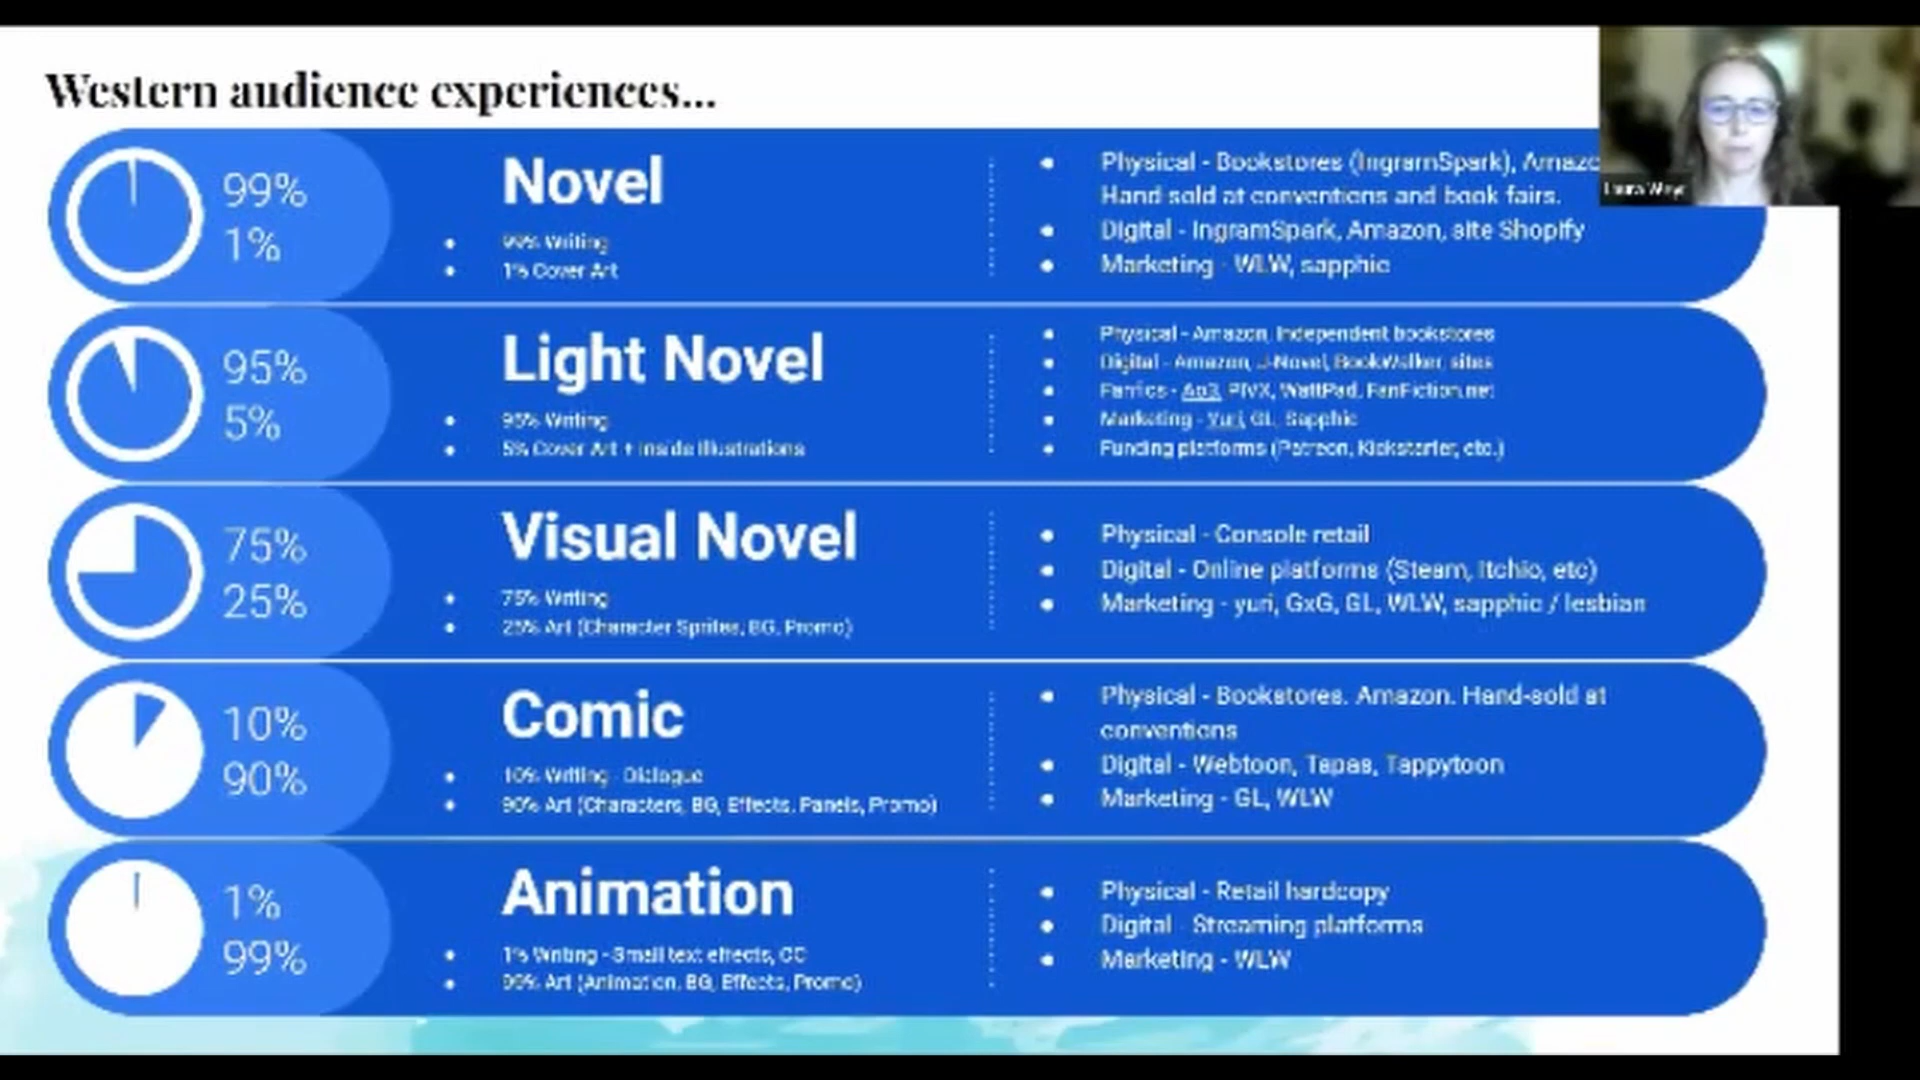 Western audience experiences...
99%
1%
Novel
99% Writing
1% Cover Art
Physical - Bookstores (IngramSpark), Amazo
Hand sold at conventions and book fairs.
Digital - IngramSpark, Amazon, site Shopify
Marketing - WLW, sapphic
Laura
95%
5%
Light Novel
95% Writing
5% Cover Art + Inside Illustrations
Physical - Amazon, Independent bookstores
Digital - Amazon, J-Novel, BookWalker, sites
Fanfics - Ao3, PIVX, WattPad, FanFiction.net
Marketing - Yuri, GL, Sapphic
Funding platforms (Patreon, Kickstarter, etc.)
75%
25%
Visual Novel
75% Writing
25% Art (Character Sprites, BG, Promo)
Physical - Console retail
Digital - Online platforms (Steam, Itchio, etc)
Marketing - yuri, GxG, GL, WLW, sapphic / lesbian
10%
90%
Comic
10% Writing - Dialogue
90% Art (Characters, BG, Effects, Panels, Promo)
Physical - Bookstores. Amazon. Hand-sold at
conventions
Digital - Webtoon, Tapas, Tappytoon
Marketing - GL, WLW
1%
99%
Animation
1% Writing - Small text effects, CC
99% Art (Animation, BG, Effects, Promo)
Physical - Retail hardcopy
Digital - Streaming platforms
Marketing - WLW